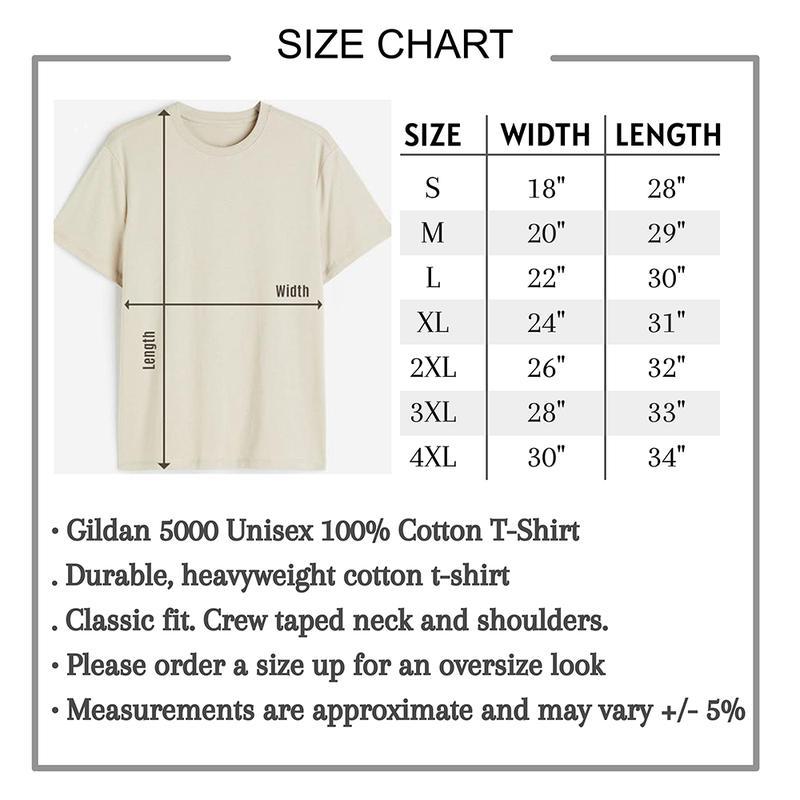 SIZE CHART
SIZE WIDTH LENGTH
S 18" 28"
M 20" 29"
L 22" 30"
XL 24" 31"
2XL 26" 32"
3XL 28" 33"
4XL 30" 34"
Width
Length
· Gildan 5000 Unisex 100% Cotton T-Shirt
. Durable, heavyweight cotton t-shirt
. Classic fit. Crew taped neck and shoulders.
· Please order a size up for an oversize look
· Measurements are approximate and may vary +/- 5%